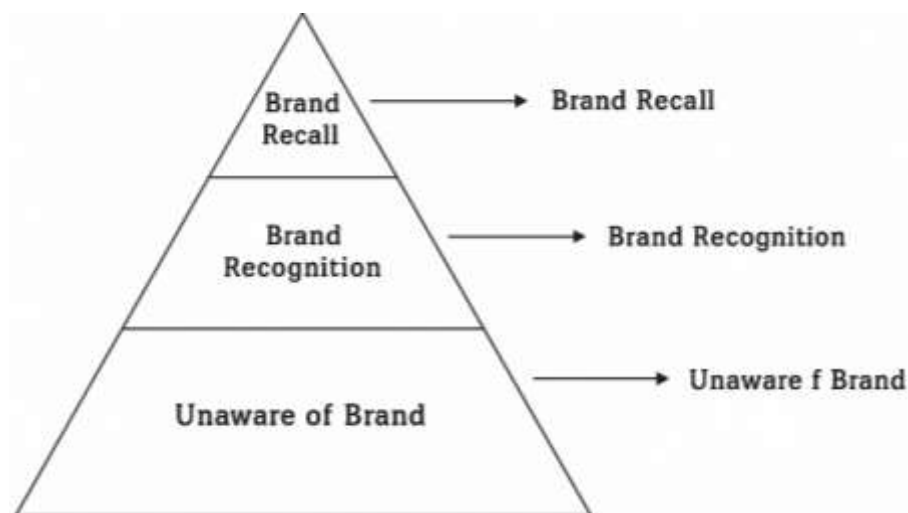 Brand
Recall
Brand Recall
Brand
Recognition
Brand Recognition
Unaware f Brand
Unaware of Brand